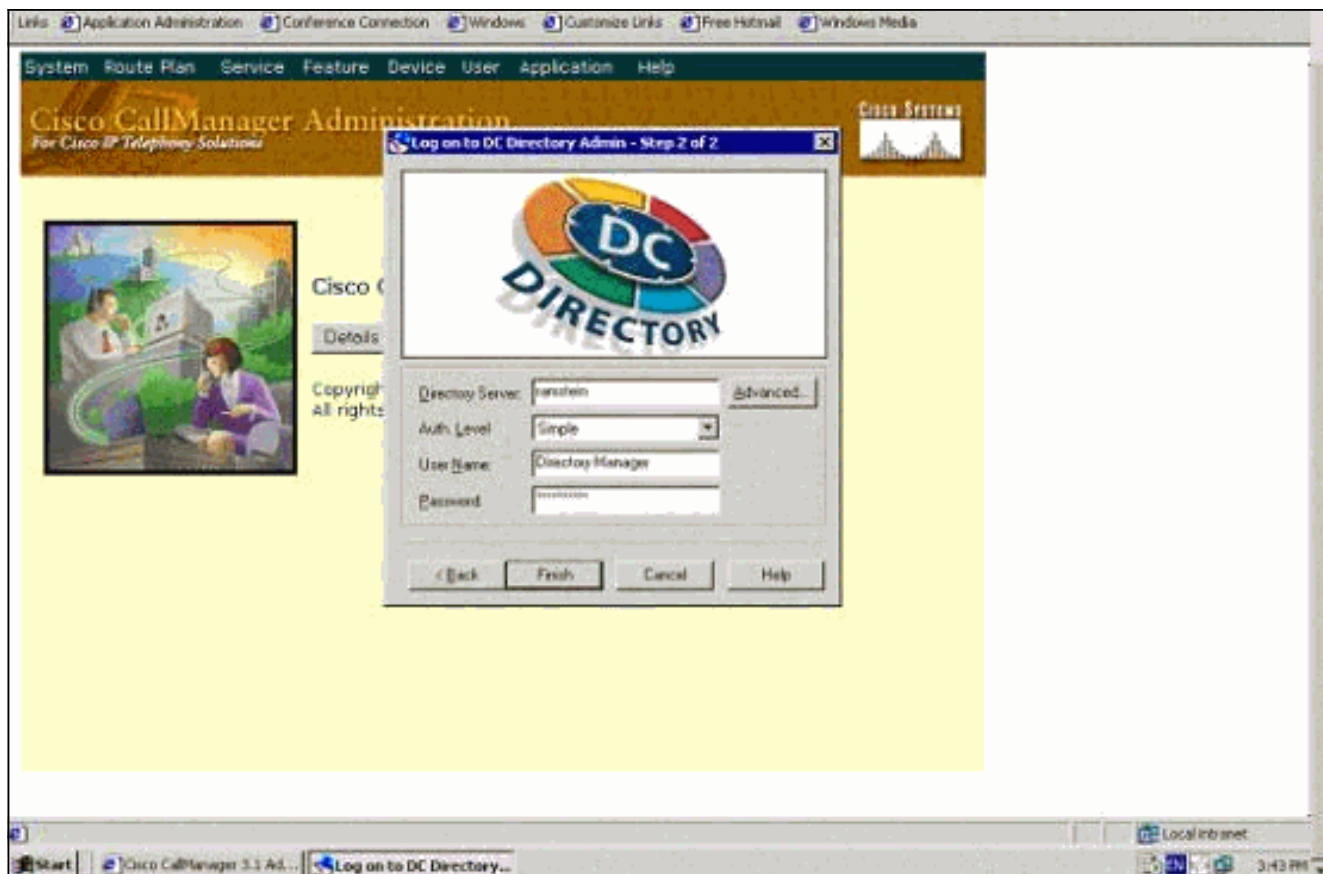 Links Application Administration Conference Connection Windows Customize Links Free Hotmail Windows Media
System Route Plan Service Feature Device User Application Help
Cisco CallManager Administration
For Cisco IP Telephony Solutions
CISCO SYSTEMS
Log on to DC Directory Admin - Step 2 of 2
DC
DIRECTORY
Cisco C
Details
Copyrigh
All rights
Directory Server:
Advanced...
Auth. Level Simple
User Name: Directory Manager
Password
< Back Finish Cancel Help
Local intranet
Start Cisco CallManager 3.1 Ad... Log on to DC Directory... EN 3:43 PM